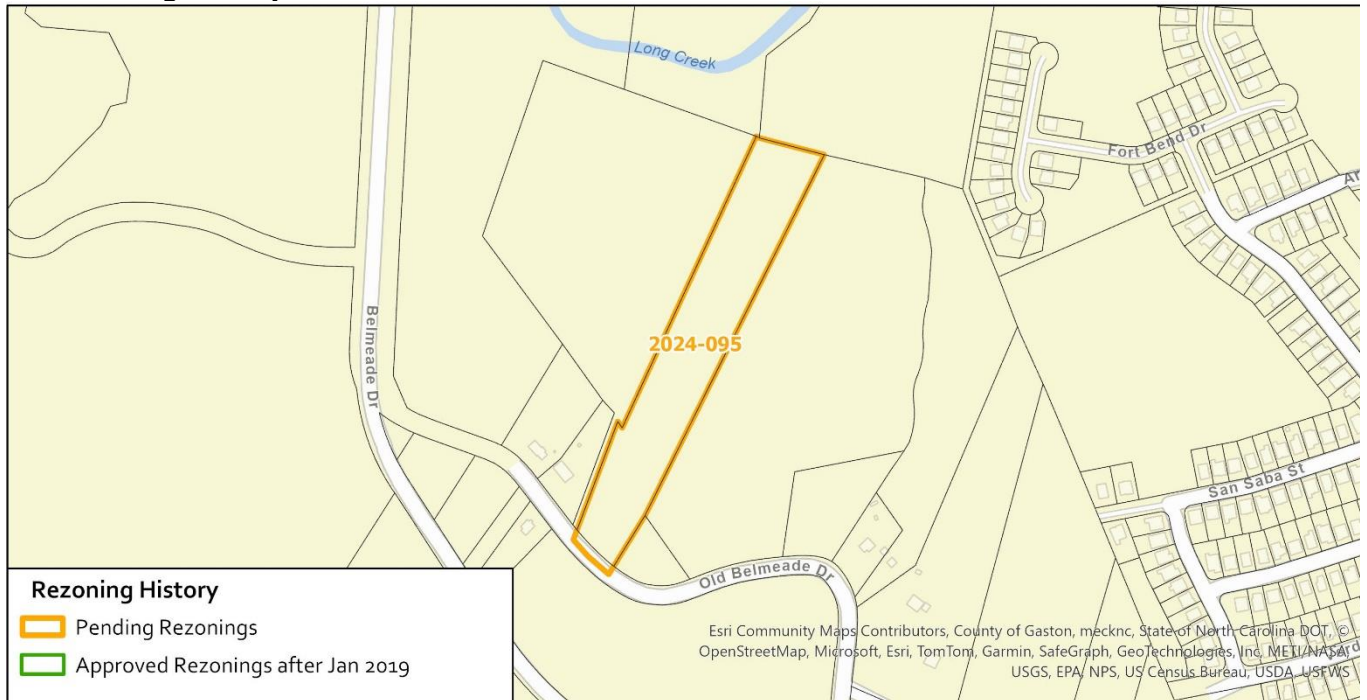 Long Creek
Fort Bend Dr
Belmeade Dr
2024-095
San Saba St
Old Belmeade Dr
Rezoning History
Pending Rezonings
Approved Rezonings after Jan 2019
Esri Community Maps Contributors, County of Gaston, mecknc, State of North Carolina DOT, ©
OpenStreetMap, Microsoft, Esri, TomTom, Garmin, SafeGraph, GeoTechnologies, Inc, METI/NASA,
USGS, EPA, NPS, US Census Bureau, USDA, USFWS